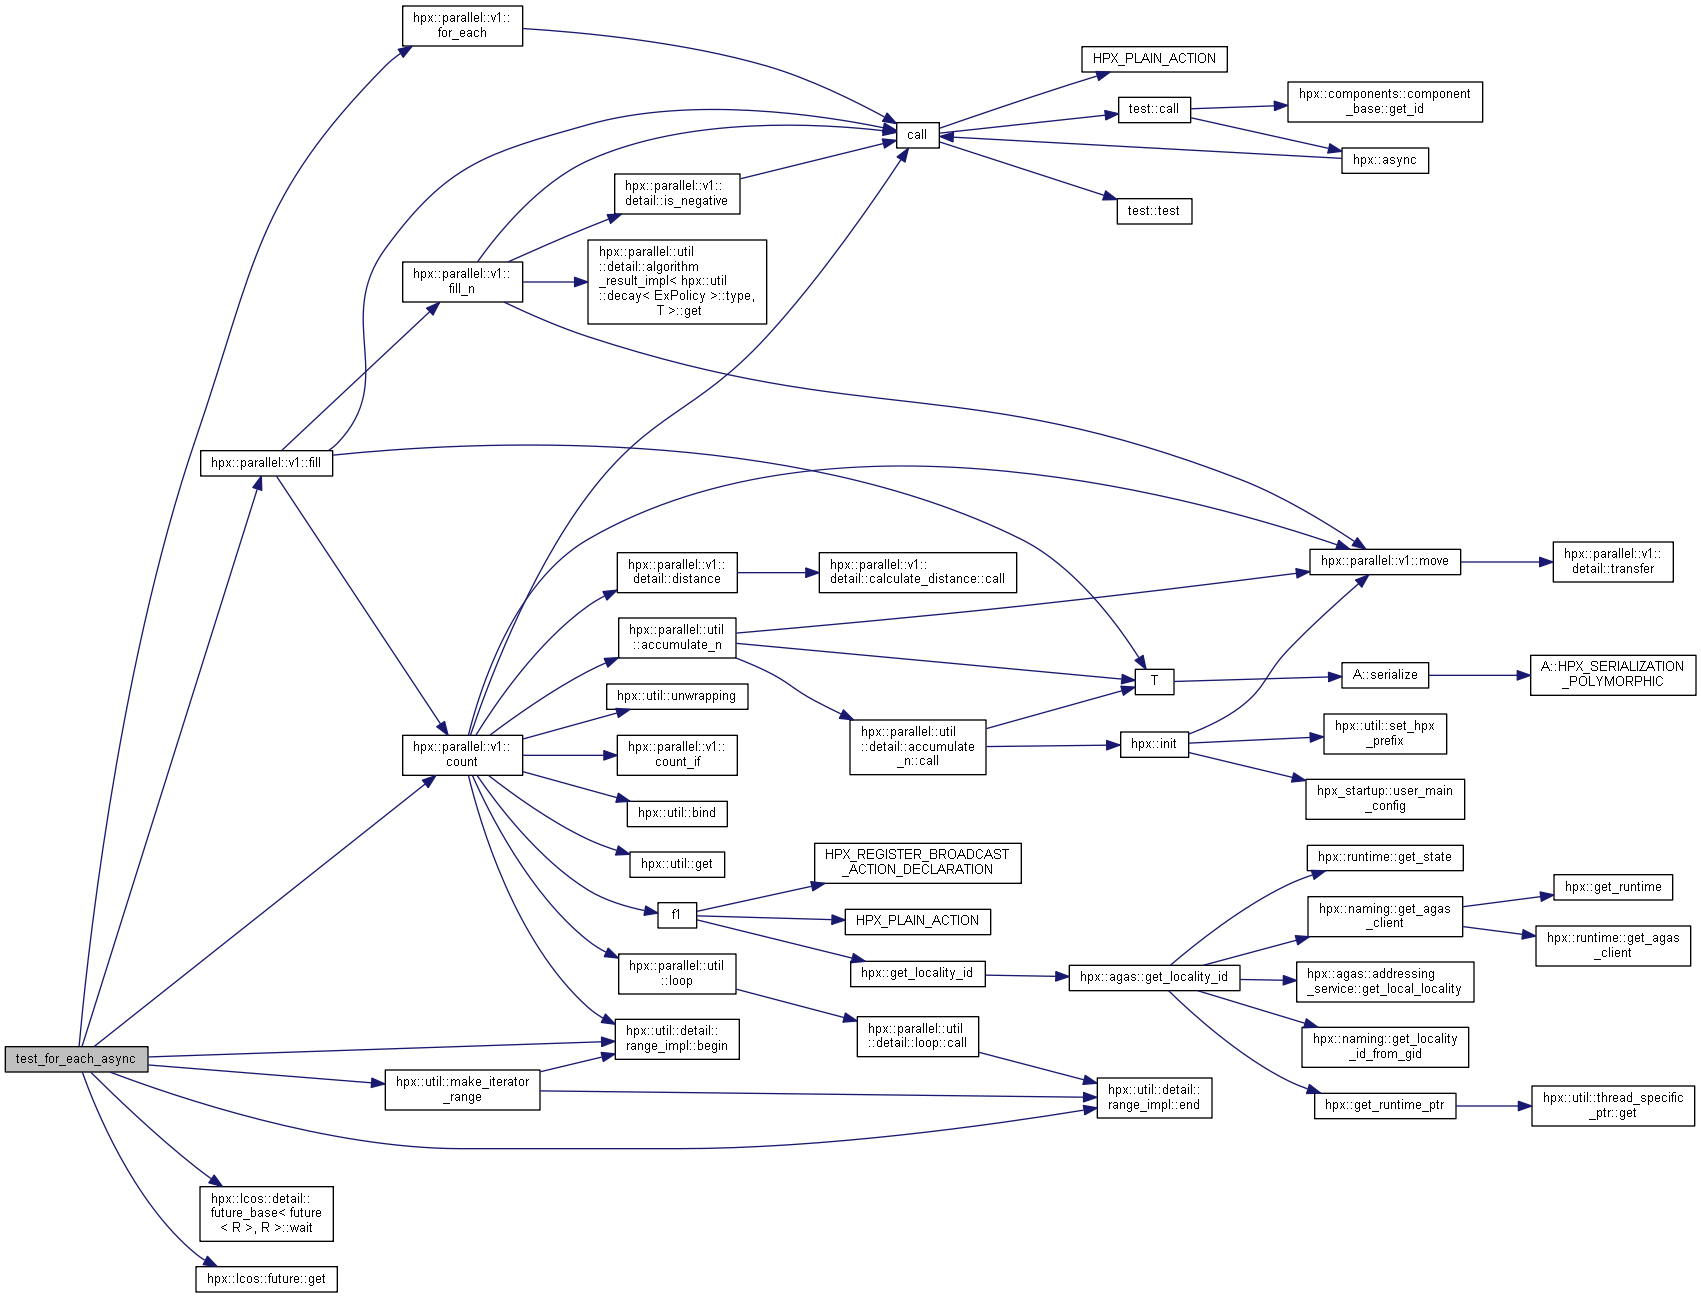 hpx::parallel::v1::
for_each
HPX_PLAIN_ACTION
hpx::components::component
_base::get_id
test::call
call
hpx::async
hpx::parallel::v1::
detail::is_negative
test::test
hpx::parallel::util
::detail::algorithm
_result_impl< hpx::util
::decay< ExPolicy >::type,
T >::get
hpx::parallel::v1::
fill_n
hpx::parallel::v1::fill
hpx::parallel::v1::move
hpx::parallel::v1::
detail::transfer
hpx::parallel::v1::
detail::distance
hpx::parallel::v1::
detail::calculate_distance::call
hpx::parallel::util
::accumulate_n
T
A::serialize
A::HPX_SERIALIZATION
_POLYMORPHIC
hpx::util::unwrapping
hpx::parallel::v1::
count
hpx::parallel::v1::
count_if
hpx::parallel::util
::detail::accumulate
_n::call
hpx::init
hpx::util::set_hpx
_prefix
hpx_startup::user_main
_config
hpx::util::bind
hpx::util::get
HPX_REGISTER_BROADCAST
_ACTION_DECLARATION
hpx::runtime::get_state
f1
HPX_PLAIN_ACTION
hpx::naming::get_agas
_client
hpx::get_runtime
hpx::runtime::get_agas
_client
hpx::parallel::util
::loop
hpx::get_locality_id
hpx::agas::get_locality_id
hpx::agas::addressing
_service::get_local_locality
hpx::util::detail::
range_impl::begin
hpx::parallel::util
::detail::loop::call
hpx::naming::get_locality
_id_from_gid
test_for_each_async
hpx::util::make_iterator
_range
hpx::util::detail::
range_impl::end
hpx::get_runtime_ptr
hpx::util::thread_specific
_ptr::get
hpx::lcos::detail::
future_base< future
< R >, R >::wait
hpx::lcos::future::get